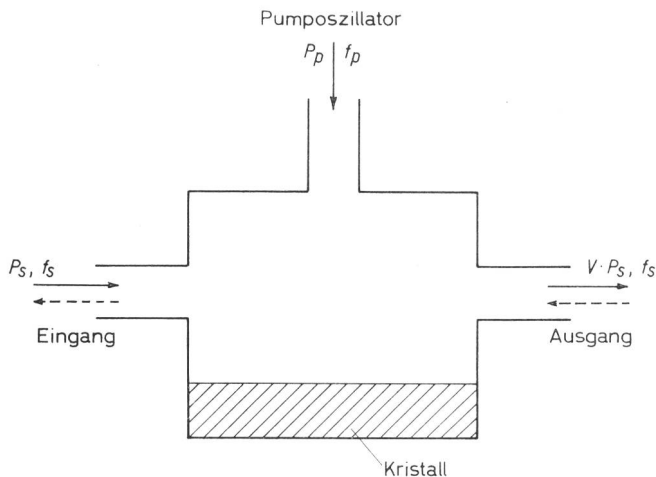 Pumposzillator
P_p f_p
P_s, f_s
V·P_s, f_s
Eingang
Ausgang
Kristall